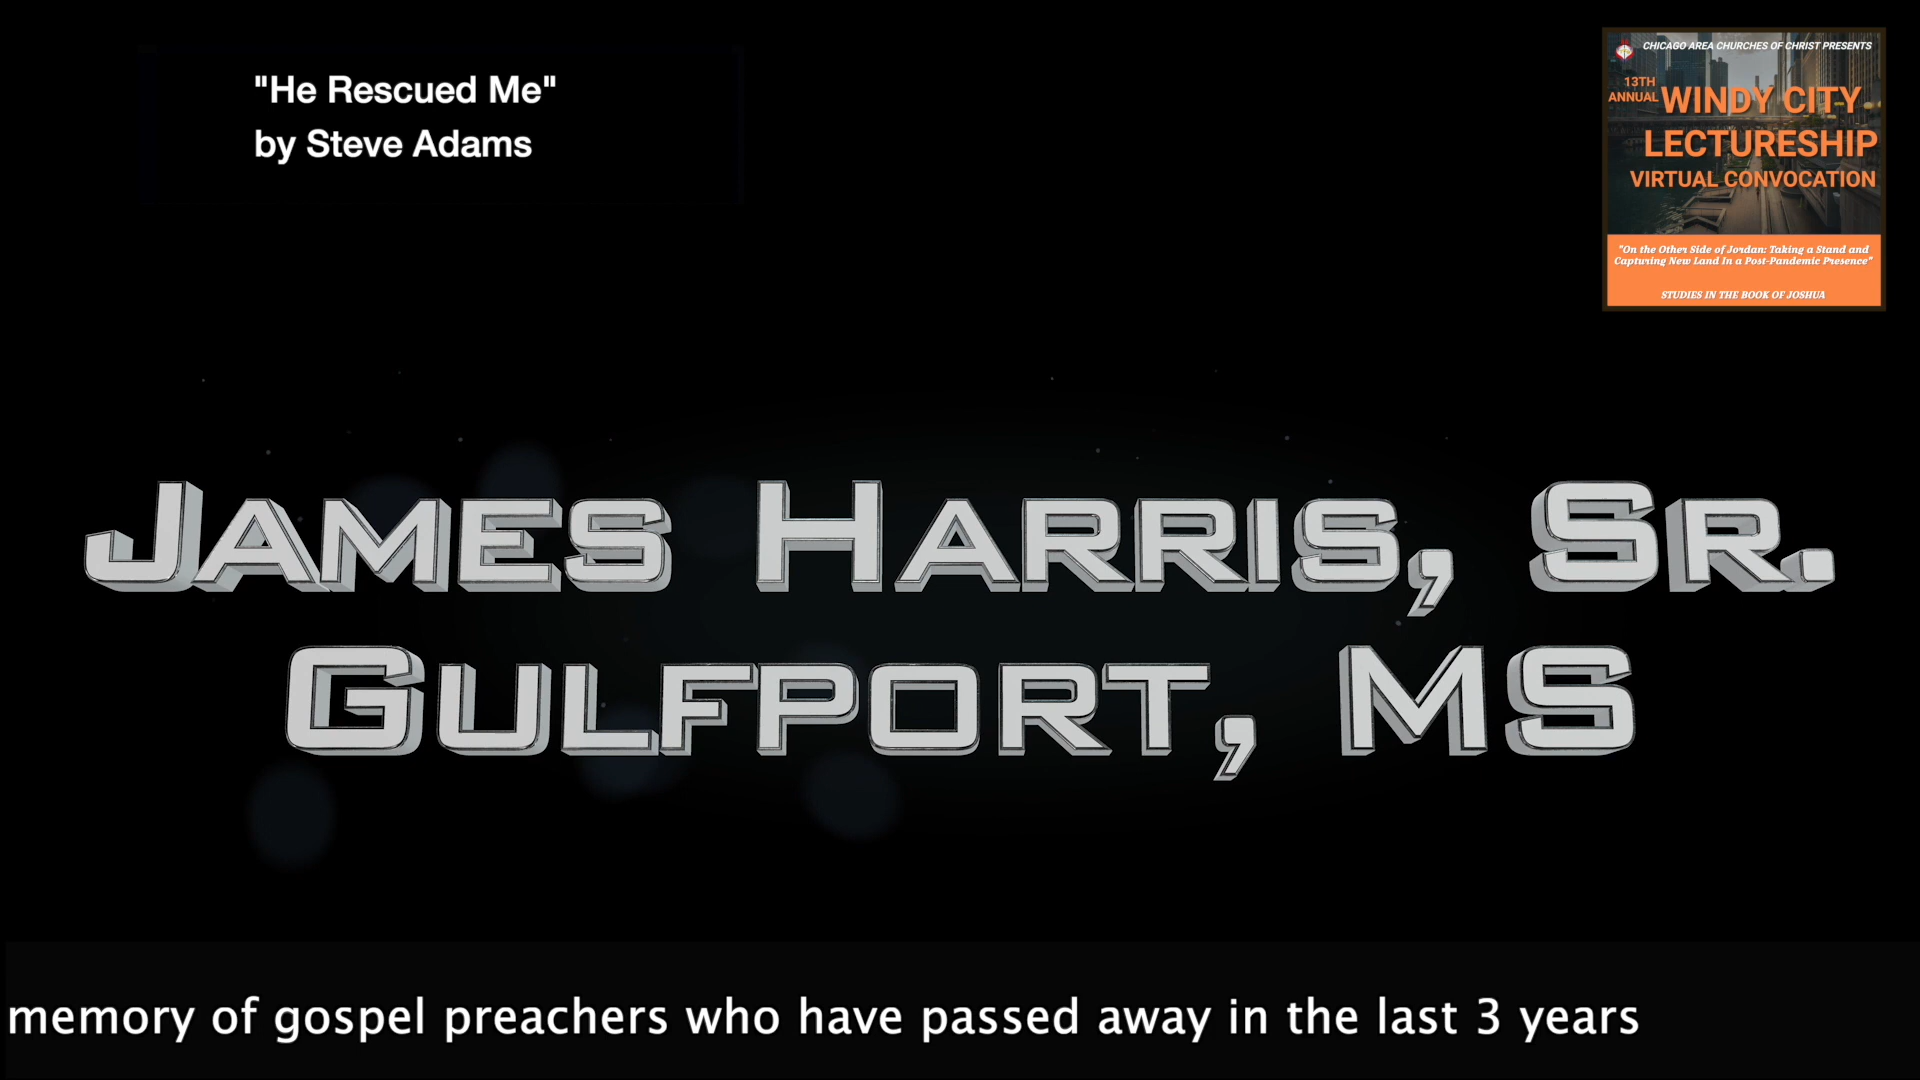 "He Rescued Me"
by Steve Adams
CHICAGO AREA CHURCHES OF CHRIST PRESENTS
13TH
ANNUAL
WINDY CITY
LECTURESHIP
VIRTUAL CONVOCATION
"On the Other Side of Jordan: Taking a Stand and
Capturing New Land In a Post-Pandemic Presence"
STUDIES IN THE BOOK OF JOSHUA
JAMES HARRIS, SR.
GULFPORT, MS
memory of gospel preachers who have passed away in the last 3 years